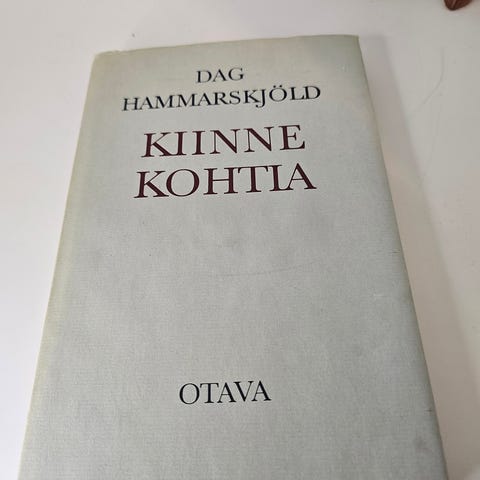 DAG
HAMMARSKJÖLD
KIINNE
KOHTIA
OTAVA